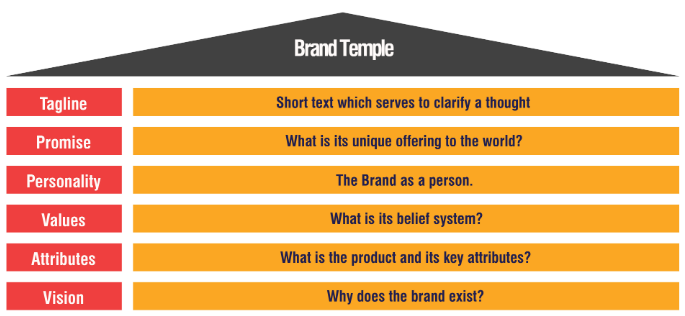 Brand Temple
Tagline
Short text which serves to clarify a thought
Promise
What is its unique offering to the world?
Personality
The Brand as a person.
Values
What is its belief system?
Attributes
What is the product and its key attributes?
Vision
Why does the brand exist?